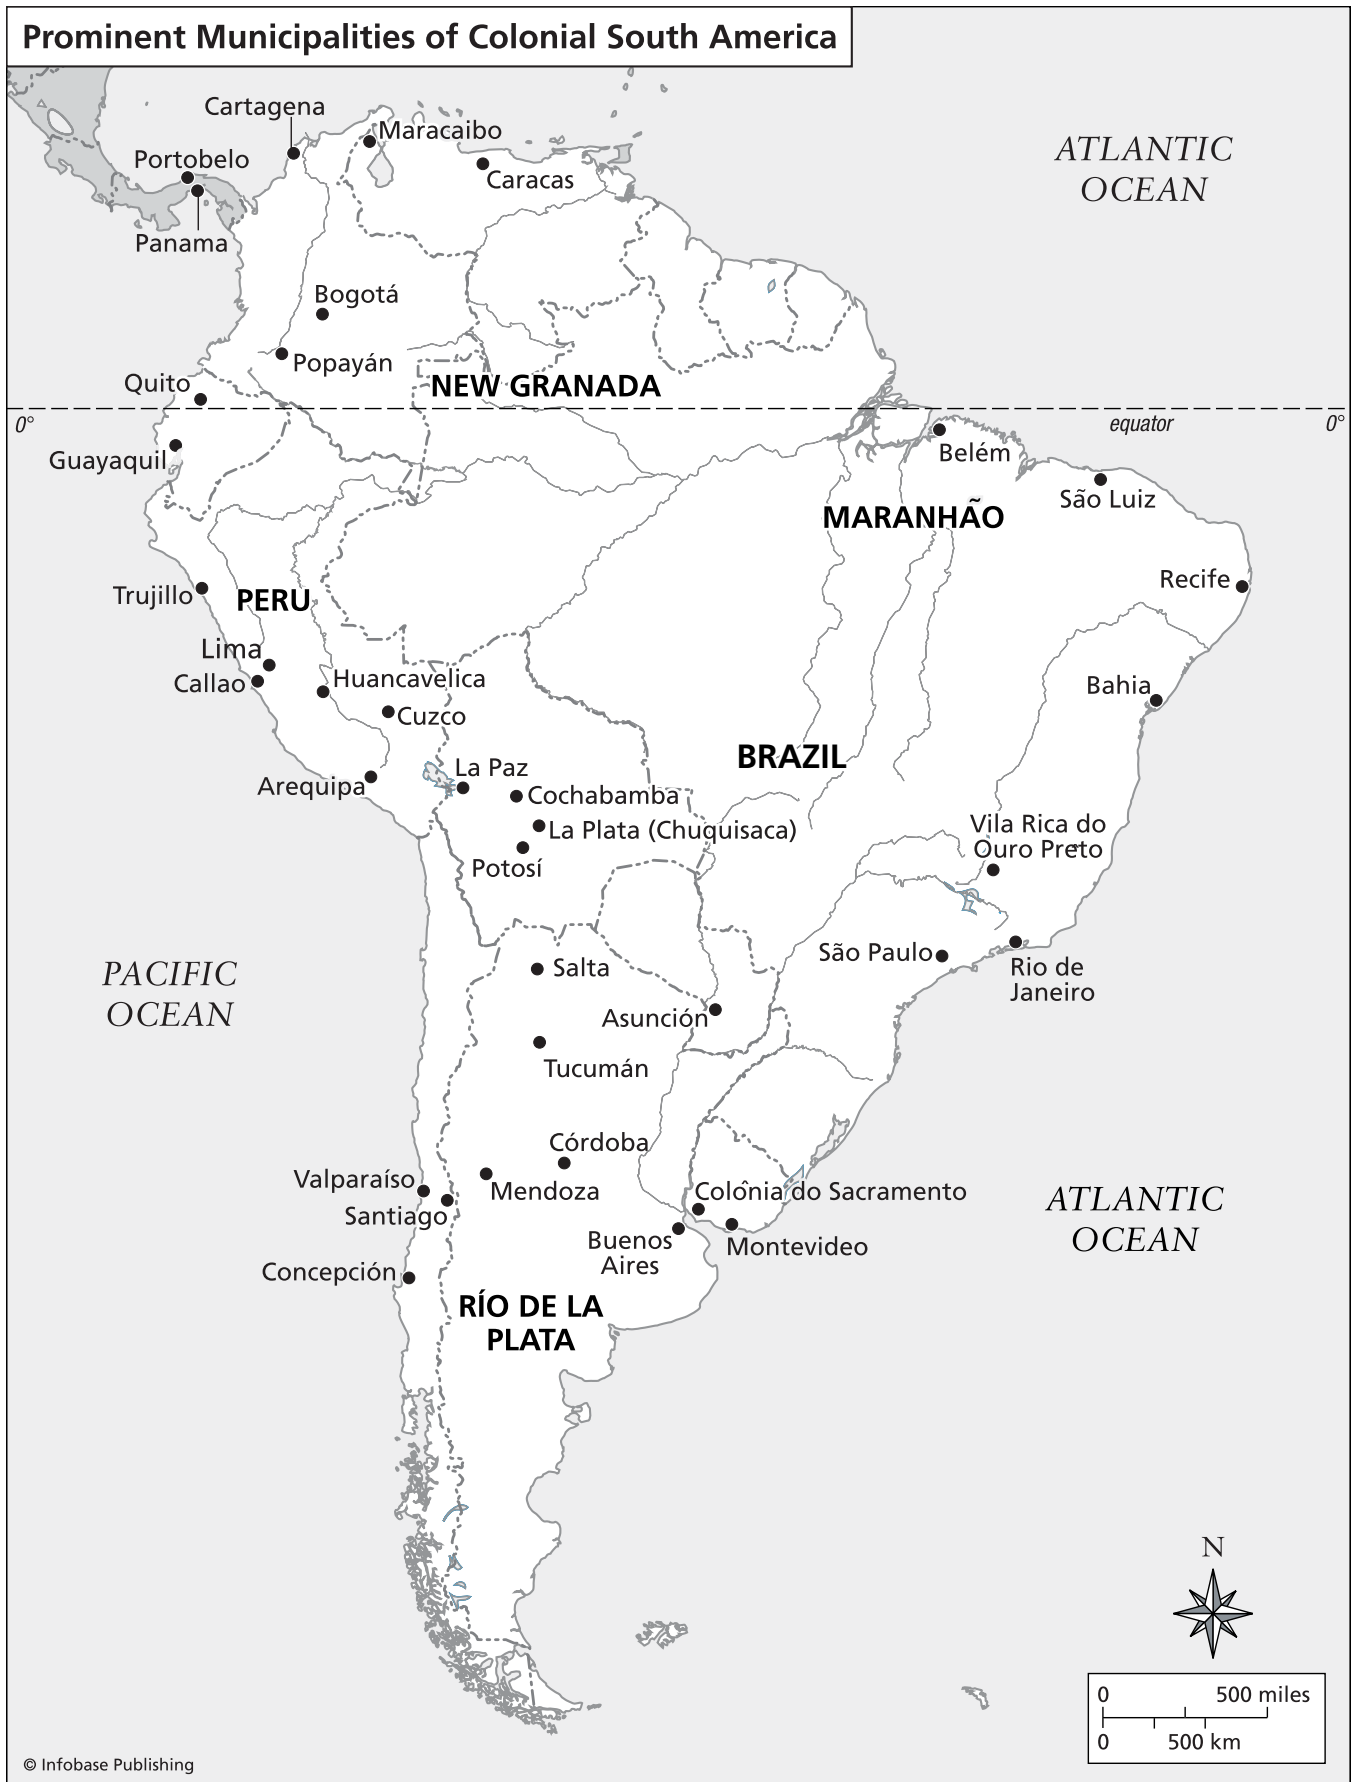 Prominent Municipalities of Colonial South America
Cartagena
Maracaibo
Portobelo
Caracas
Panama
ATLANTIC
OCEAN
Bogotá
Popayán
Quito
NEW GRANADA
0°
equator
0°
Guayaquil
Belém
São Luiz
MARANHÃO
Recife
Trujillo
PERU
Lima
Callao
Huancavelica
Cuzco
Bahia
BRAZIL
Arequipa
La Paz
Cochabamba
La Plata (Chuquisaca)
Potosí
Vila Rica do
Ouro Preto
PACIFIC
OCEAN
São Paulo
Rio de
Janeiro
Salta
Asunción
Tucumán
Córdoba
Valparaíso
Mendoza
Santiago
Colônia do Sacramento
Buenos
Aires
Montevideo
ATLANTIC
OCEAN
Concepción
RÍO DE LA
PLATA
N
0 500 miles
0 500 km
© Infobase Publishing